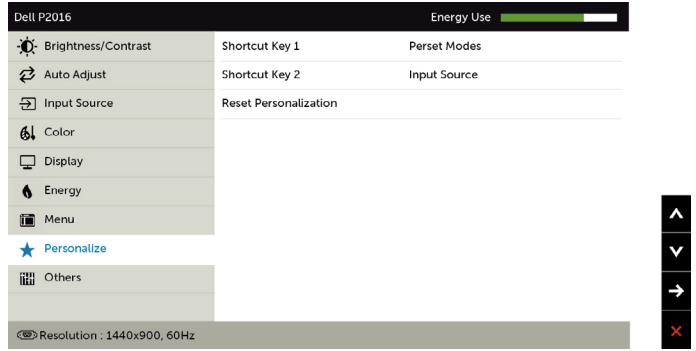 Dell P2016 Energy Use
Brightness/Contrast Shortcut Key 1 Perset Modes
Auto Adjust Shortcut Key 2 Input Source
Input Source Reset Personalization
Color
Display
Energy
Menu
Personalize
Others
Resolution : 1440x900, 60Hz